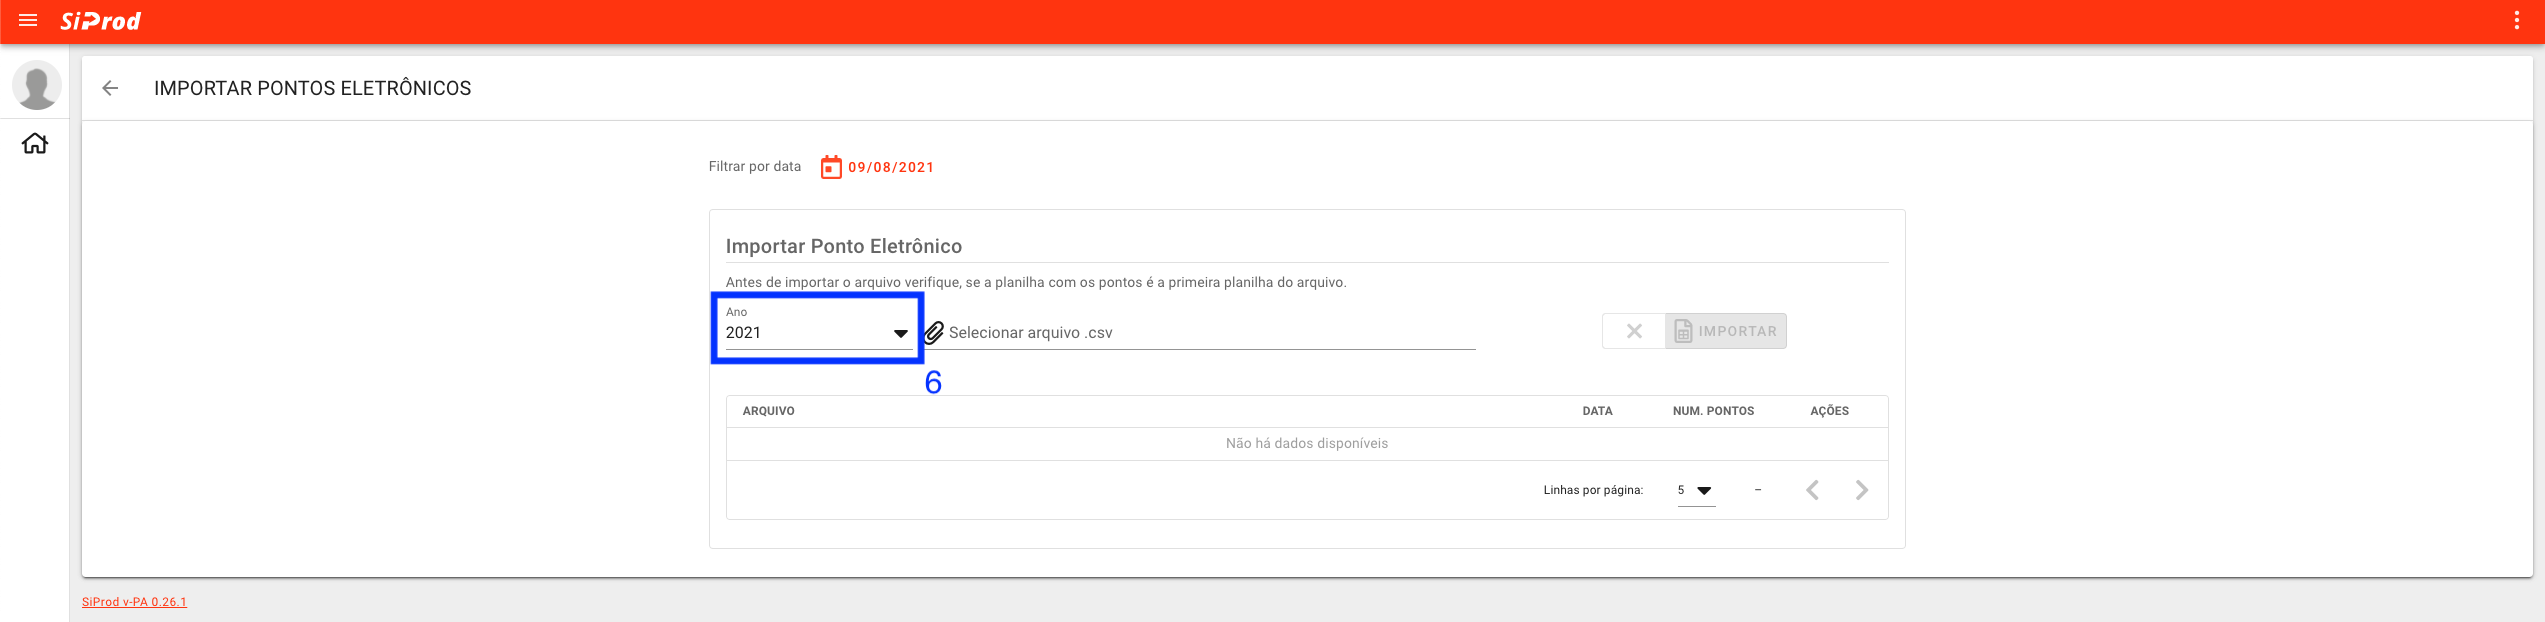 SiProd
IMPORTAR PONTOS ELETRÔNICOS
Filtrar por data 09/08/2021
Importar Ponto Eletrônico
Antes de importar o arquivo verifique, se a planilha com os pontos é a primeira planilha do arquivo.
Ano
2021 Selecionar arquivo .csv IMPORTAR
6
ARQUIVO DATA NUM. PONTOS AÇÕES
Não há dados disponíveis
Linhas por página: 5 –
SiProd v-PA 0.26.1